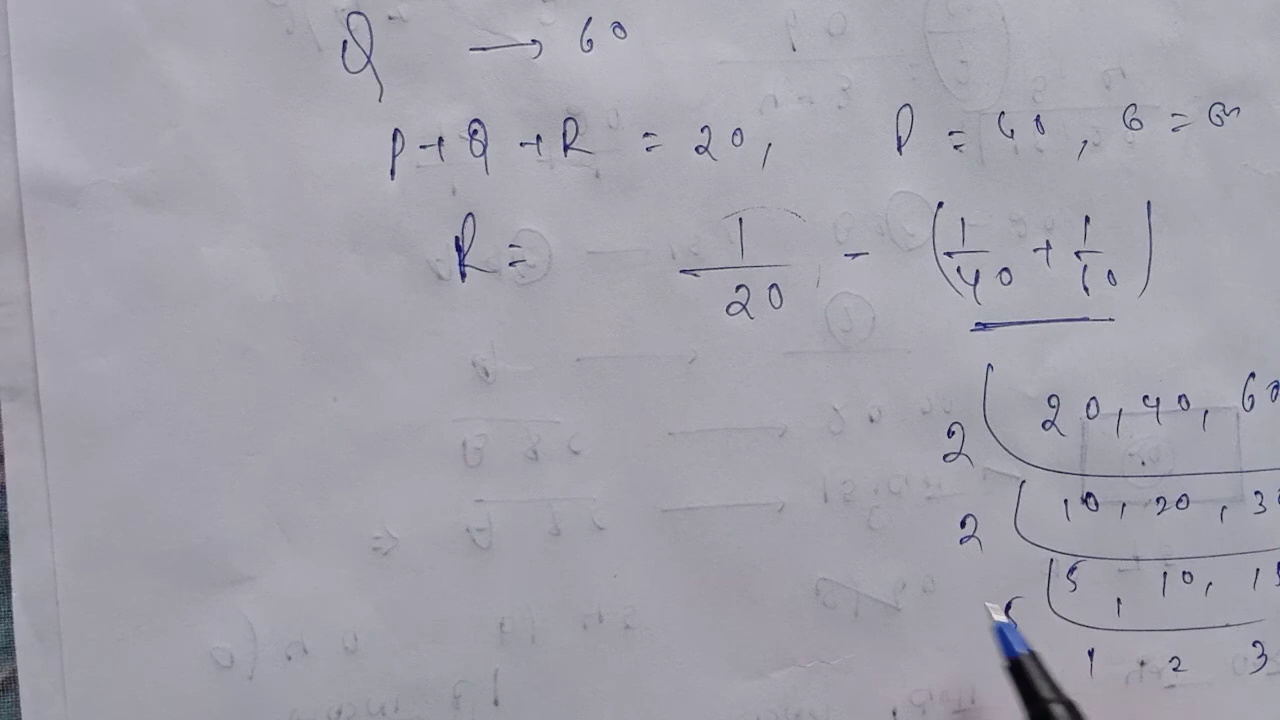 Q → 60
P + Q + R = 20, P = 40, G = 60
R = 1/20 - (1/40 + 1/60)
2 ( 20, 40, 60
2 ( 10, 20, 30
5 ( 5, 10, 15
1, 2 3